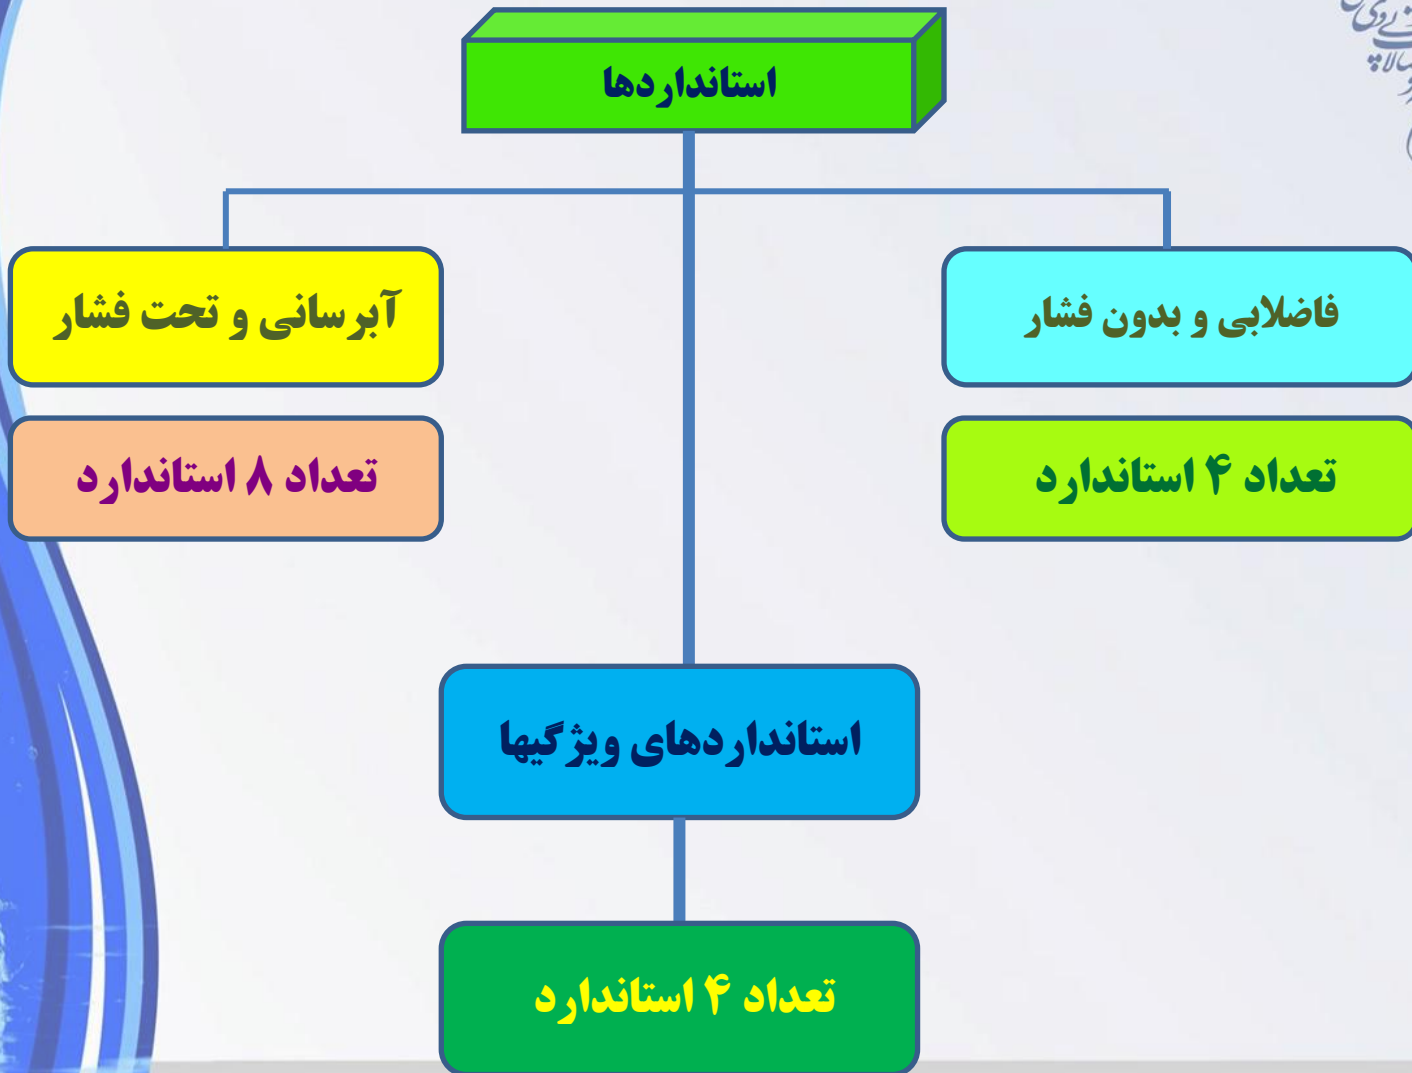 استانداردها
فاضلابی و بدون فشار
آبرسانی و تحت فشار
تعداد ۴ استاندارد
تعداد ۸ استاندارد
استانداردهای ویژگیها
تعداد ۴ استاندارد